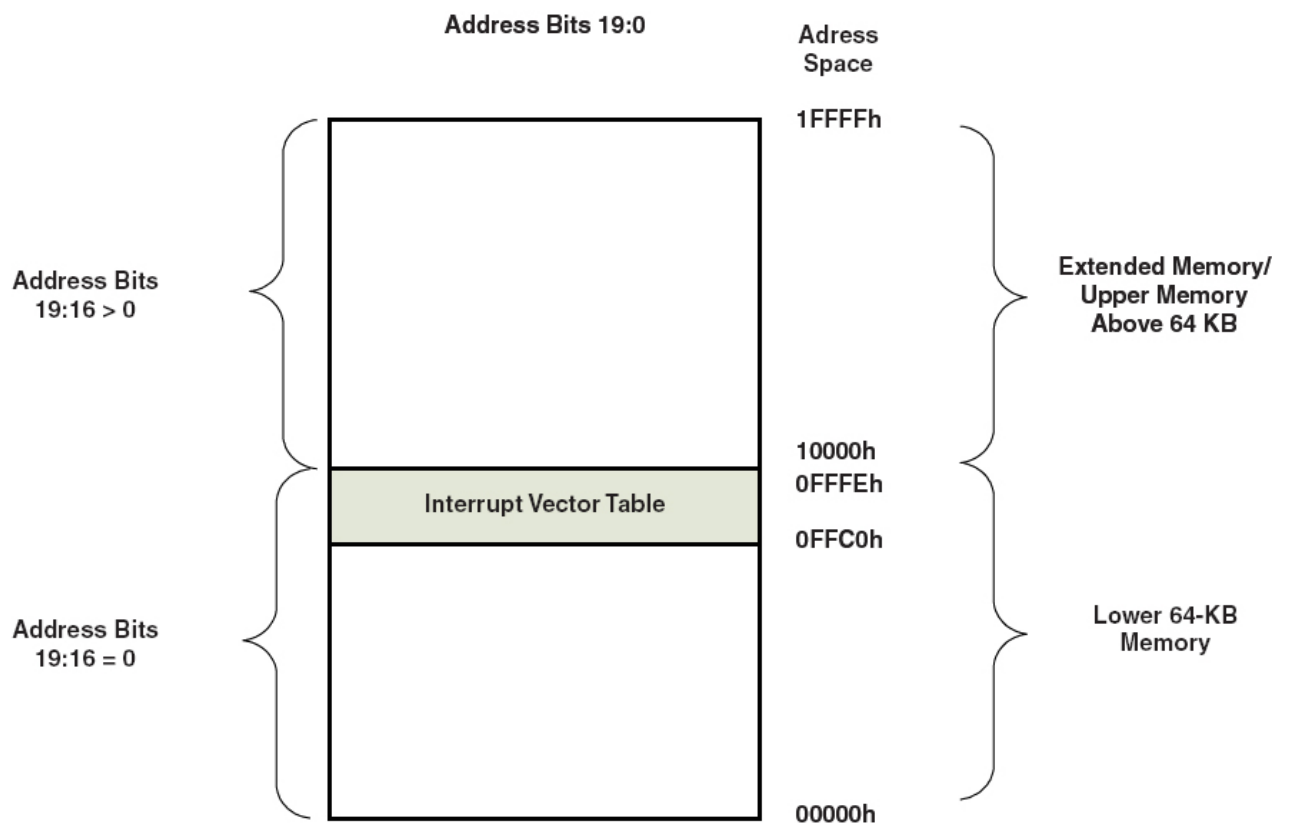 Address Bits 19:0
Adress
Space
1FFFFh
Address Bits
19:16 > 0
Extended Memory/
Upper Memory
Above 64 KB
10000h
0FFFEh
Interrupt Vector Table
0FFC0h
Address Bits
19:16 = 0
Lower 64-KB
Memory
00000h